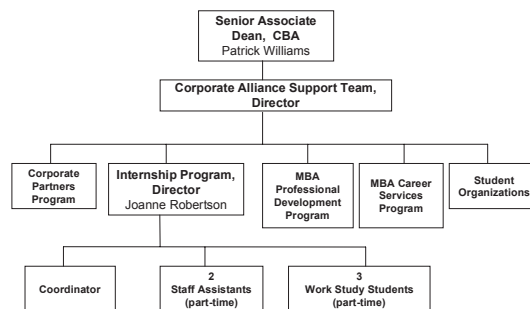 Senior Associate
Dean, CBA
Patrick Williams
Corporate Alliance Support Team,
Director
Corporate
Partners
Program
Internship Program,
Director
Joanne Robertson
MBA
Professional
Development
Program
MBA Career
Services
Program
Student
Organizations
Coordinator
2
Staff Assistants
(part-time)
3
Work Study Students
(part-time)